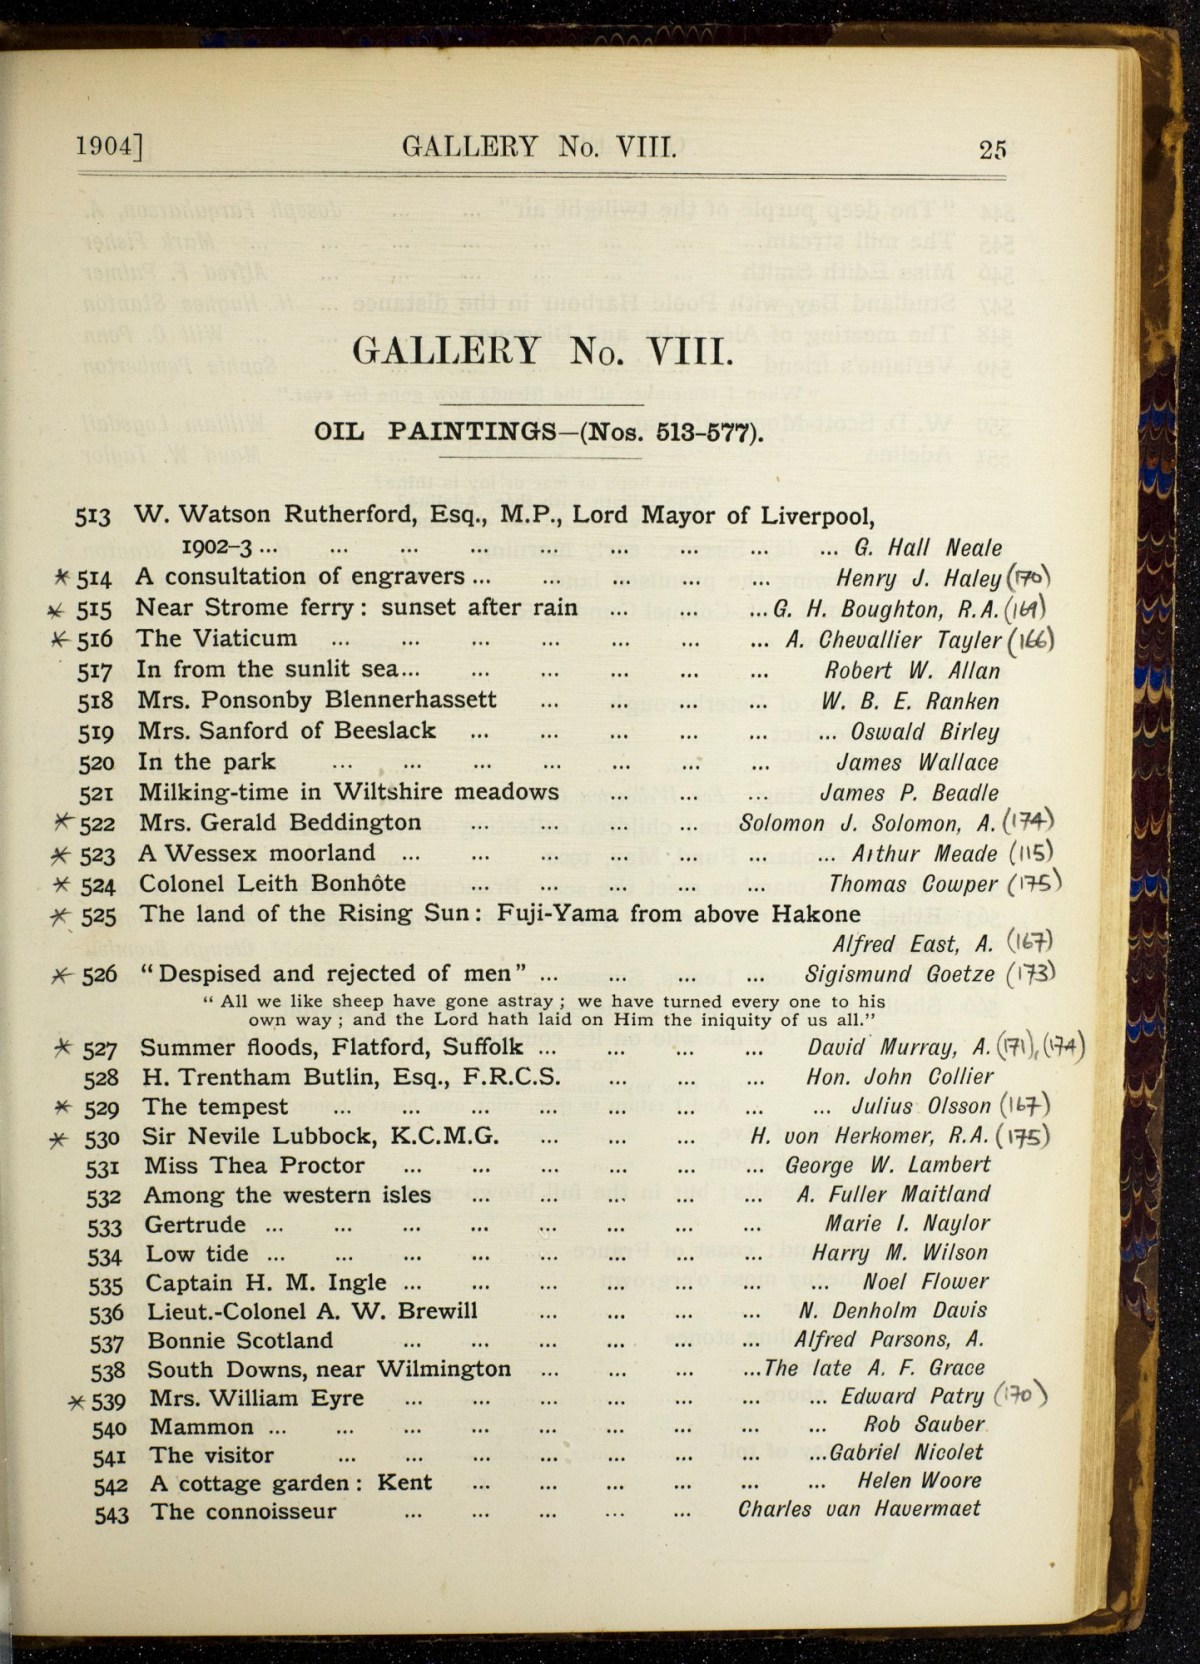 1904] GALLERY No. VIII. 25
GALLERY No. VIII.
OIL PAINTINGS—(Nos. 513-577).
513 W. Watson Rutherford, Esq., M.P., Lord Mayor of Liverpool,
1902-3 ... ... ... ... ... ... ... ... ... G. Hall Neale
* 514 A consultation of engravers ... ... ... ... Henry J. Haley (170)
* 515 Near Strome ferry : sunset after rain ... ... ... G. H. Boughton, R.A. (169)
* 516 The Viaticum ... ... ... ... ... ... ... A. Chevallier Tayler (166)
517 In from the sunlit sea... ... ... ... ... ... Robert W. Allan
518 Mrs. Ponsonby Blennerhassett ... ... ... ... W. B. E. Ranken
519 Mrs. Sanford of Beeslack ... ... ... ... ... ... Oswald Birley
520 In the park ... ... ... ... ... ... ... James Wallace
521 Milking-time in Wiltshire meadows ... ... ... James P. Beadle
* 522 Mrs. Gerald Beddington ... ... ... ... Solomon J. Solomon, A. (174)
* 523 A Wessex moorland ... ... ... ... ... ... ... Arthur Meade (115)
* 524 Colonel Leith Bonhôte ... ... ... ... ... Thomas Cowper (175)
* 525 The land of the Rising Sun : Fuji-Yama from above Hakone
Alfred East, A. (167)
* 526 “Despised and rejected of men” ... ... ... ... Sigismund Goetze (173)
“ All we like sheep have gone astray ; we have turned every one to his
own way ; and the Lord hath laid on Him the iniquity of us all.”
* 527 Summer floods, Flatford, Suffolk ... ... ... ... David Murray, A. (171), (174)
528 H. Trentham Butlin, Esq., F.R.C.S. ... ... ... Hon. John Collier
* 529 The tempest ... ... ... ... ... ... ... ... Julius Olsson (167)
* 530 Sir Nevile Lubbock, K.C.M.G. ... ... ... H. von Herkomer, R.A. (175)
531 Miss Thea Proctor ... ... ... ... ... ... George W. Lambert
532 Among the western isles ... ... ... ... ... A. Fuller Maitland
533 Gertrude ... ... ... ... ... ... ... ... Marie I. Naylor
534 Low tide ... ... ... ... ... ... ... ... Harry M. Wilson
535 Captain H. M. Ingle ... ... ... ... ... ... ... Noel Flower
536 Lieut.-Colonel A. W. Brewill ... ... ... ... N. Denholm Davis
537 Bonnie Scotland ... ... ... ... ... ... Alfred Parsons, A.
538 South Downs, near Wilmington ... ... ... ...The late A. F. Grace
* 539 Mrs. William Eyre ... ... ... ... ... ... ... Edward Patry (170)
540 Mammon ... ... ... ... ... ... ... ... ... Rob Sauber
541 The visitor ... ... ... ... ... ... ... ...Gabriel Nicolet
542 A cottage garden : Kent ... ... ... ... ... ... Helen Woore
543 The connoisseur ... ... ... ... ... Charles van Havermaet